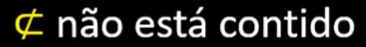 ⊄ não está contido